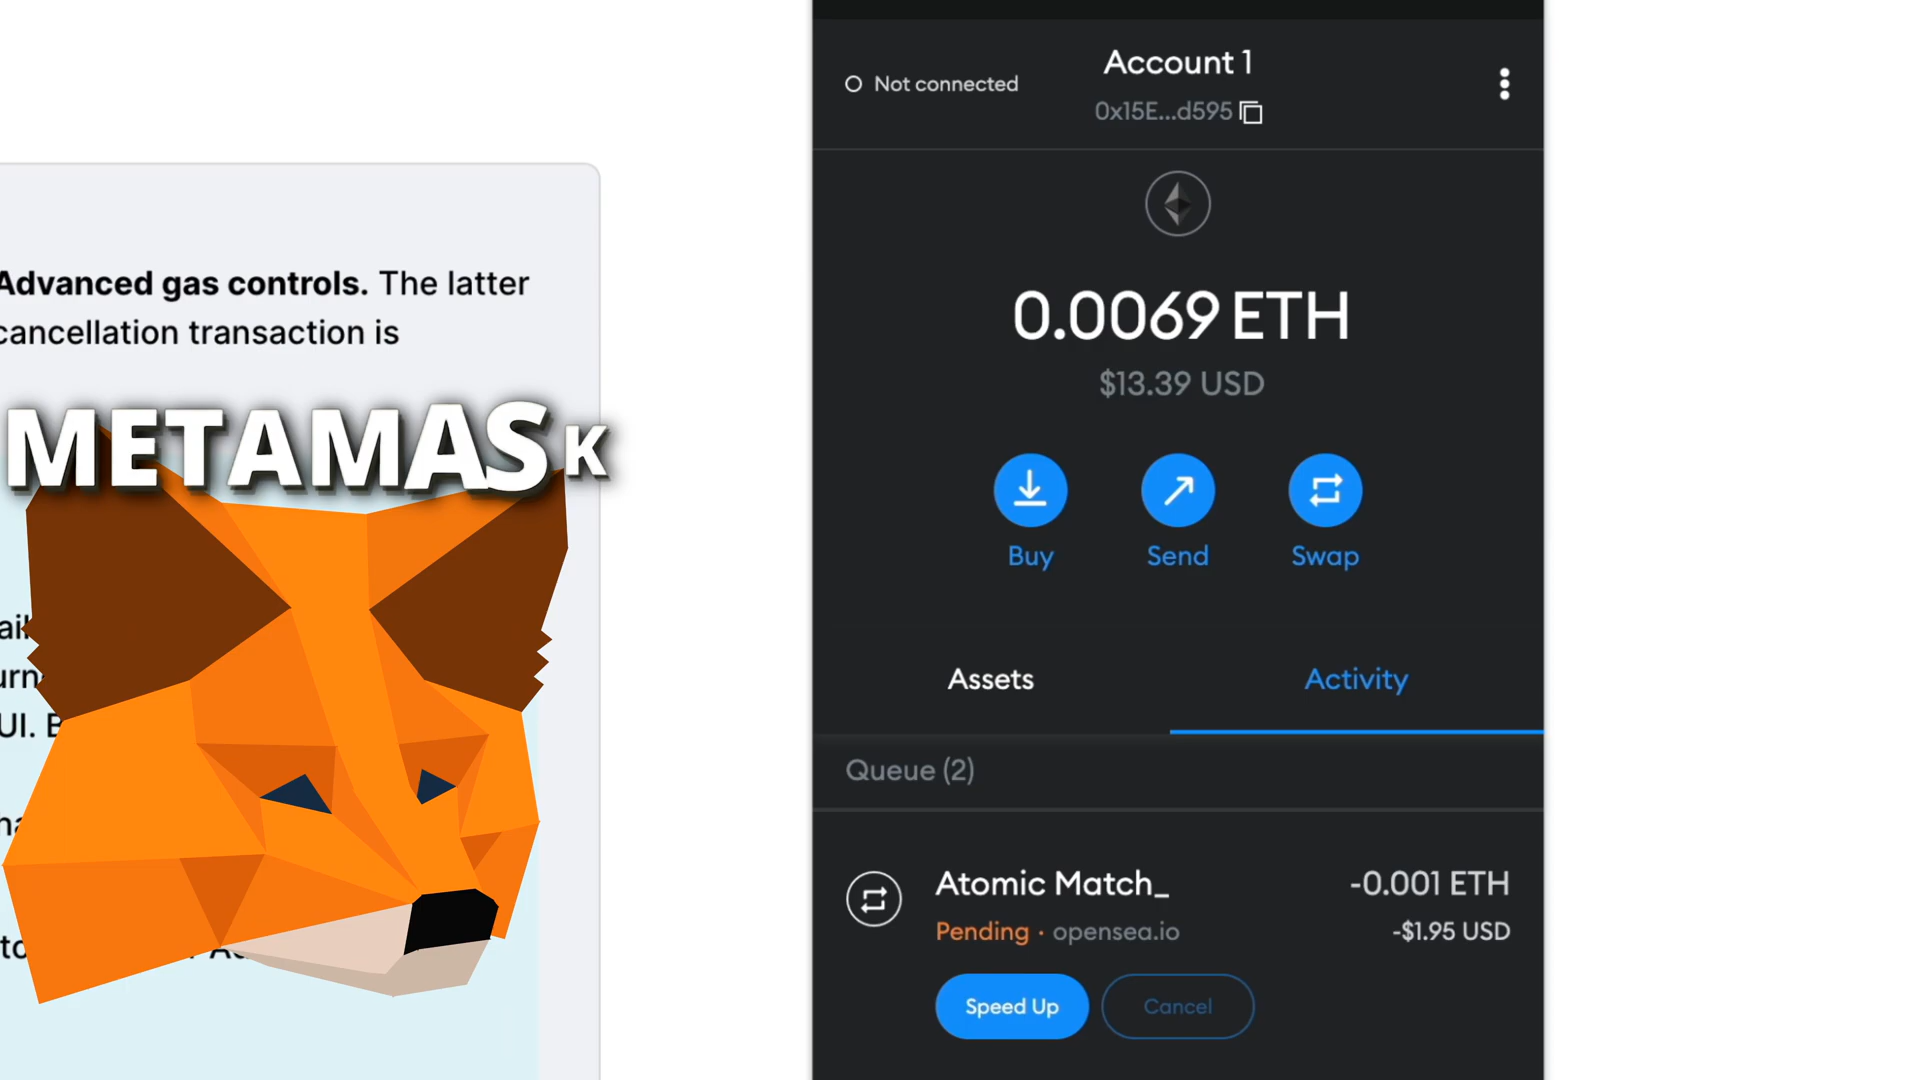 Advanced gas controls. The latter
cancellation transaction is
METAMASK
UI.
Not connected
Account 1
0x15E...d595
0.0069 ETH
$13.39 USD
Buy
Send
Swap
Assets
Activity
Queue (2)
Atomic Match_
-0.001 ETH
Pending · opensea.io
-$1.95 USD
Speed Up
Cancel